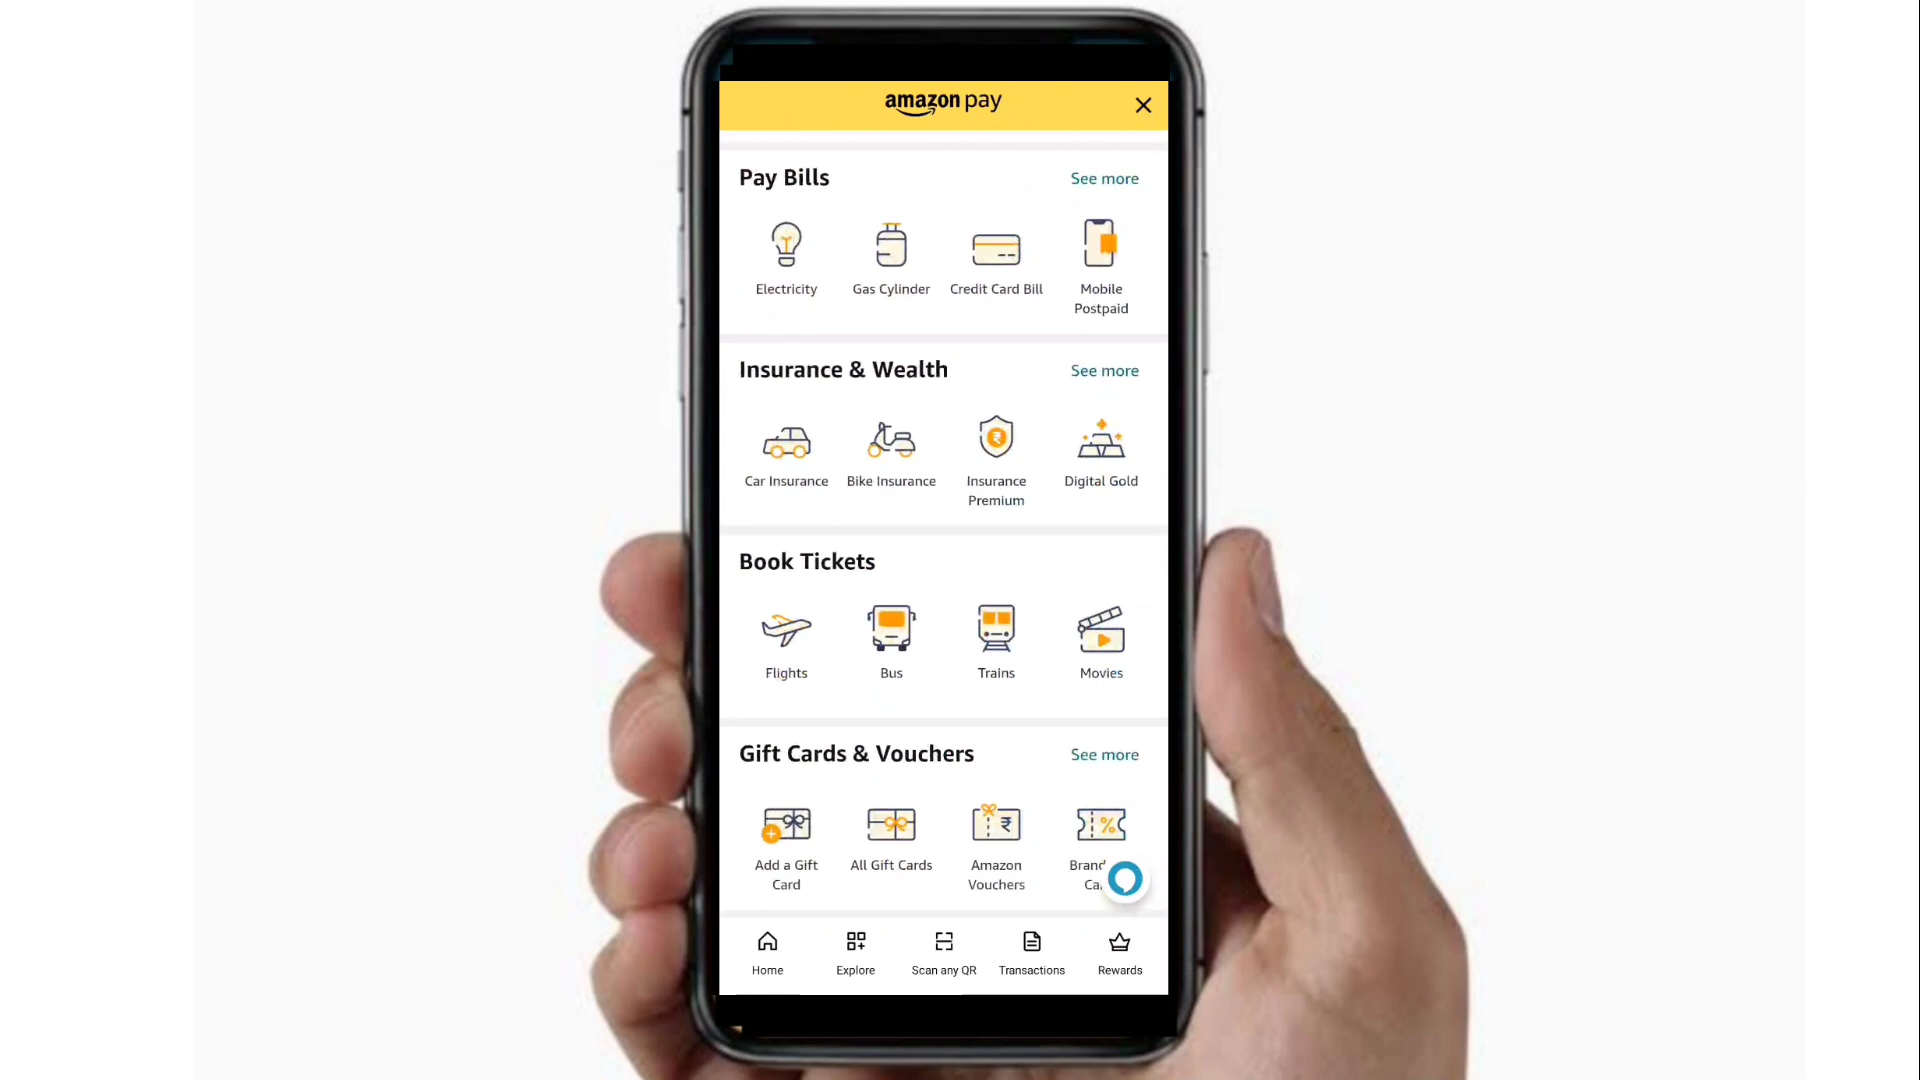 amazon pay
Pay Bills
See more
Electricity
Gas Cylinder
Credit Card Bill
Mobile
Postpaid
Insurance & Wealth
See more
Car Insurance
Bike Insurance
Insurance
Premium
Digital Gold
Book Tickets
Flights
Bus
Trains
Movies
Gift Cards & Vouchers
See more
Add a Gift
Card
All Gift Cards
Amazon
Vouchers
Brand
Home
Explore
Scan any QR
Transactions
Rewards